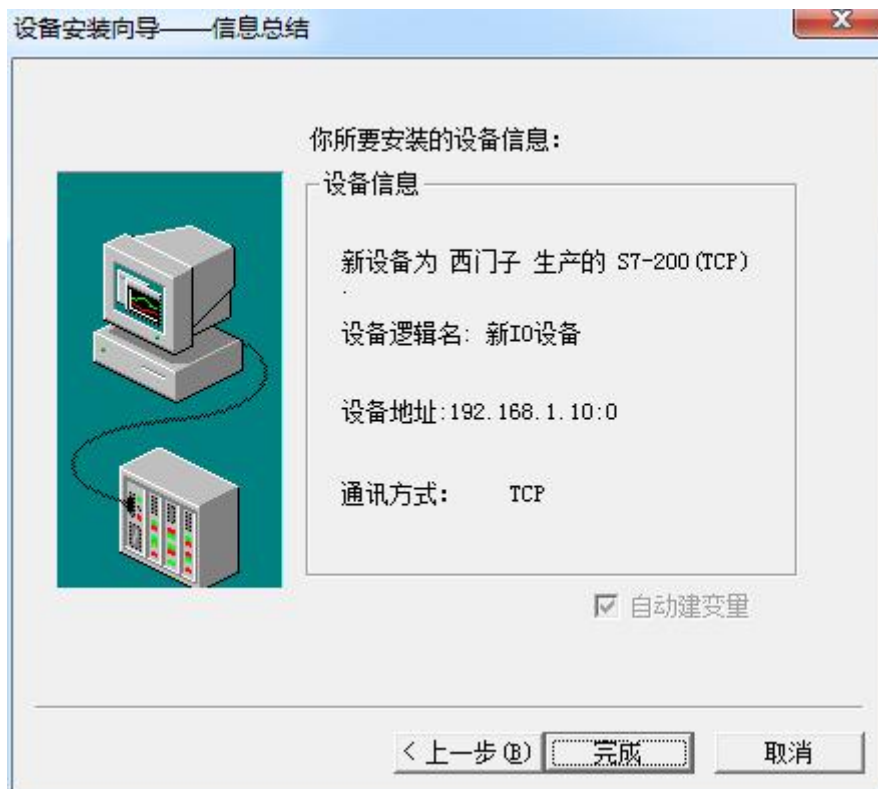 设备安装向导——信息总结
你所要安装的设备信息：
设备信息
新设备为 西门子 生产的 S7-200(TCP)
设备逻辑名: 新IO设备
设备地址:192.168.1.10:0
通讯方式： TCP
自动建变量
< 上一步(B) 完成 取消